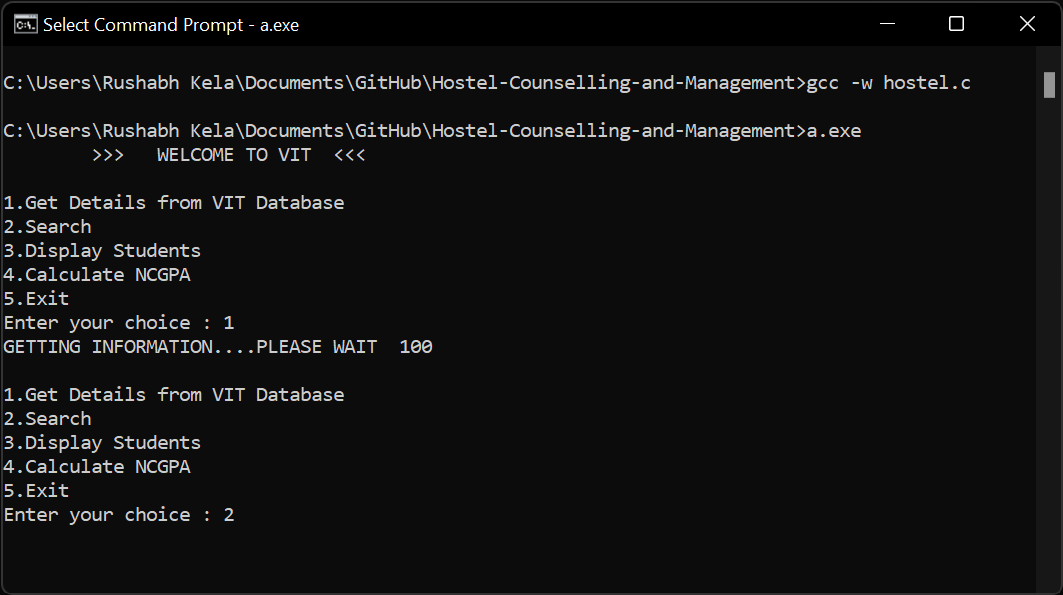 Select Command Prompt - a.exe
C:\Users\Rushabh Kela\Documents\GitHub\Hostel-Counselling-and-Management>gcc -w hostel.c
C:\Users\Rushabh Kela\Documents\GitHub\Hostel-Counselling-and-Management>a.exe
>>>   WELCOME TO VIT  <<<
1.Get Details from VIT Database
2.Search
3.Display Students
4.Calculate NCGPA
5.Exit
Enter your choice : 1
GETTING INFORMATION....PLEASE WAIT  100
1.Get Details from VIT Database
2.Search
3.Display Students
4.Calculate NCGPA
5.Exit
Enter your choice : 2